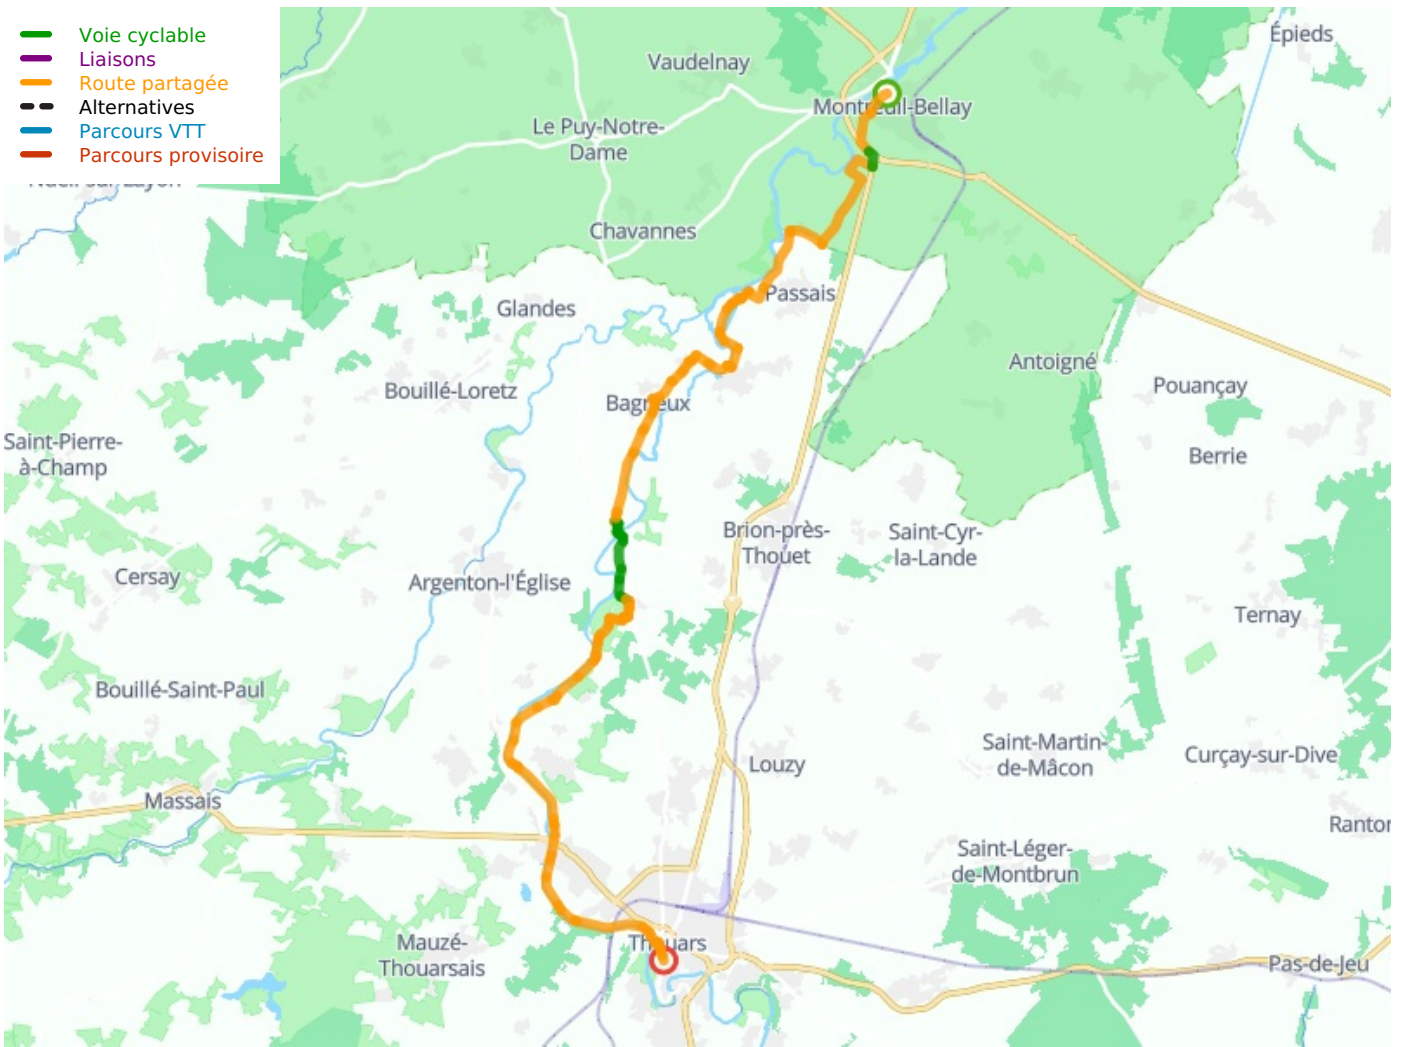 Voie cyclable
Liaisons
Route partagée
Alternatives
Parcours VTT
Parcours provisoire
Épieds
Vaudelnay
Montreuil-Bellay
Le Puy-Notre-
Dame
Chavannes
Passais
Glandes
Antoigné
Bouillé-Loretz
Pouançay
Bagneux
Saint-Pierre-
à-Champ
Berrie
Brion-près-
Thouet
Saint-Cyr-
la-Lande
Cersay
Argenton-l'Église
Ternay
Bouillé-Saint-Paul
Saint-Martin-
de-Mâcon
Curçay-sur-Dive
Louzy
Massais
Ranton
Saint-Léger-
de-Montbrun
Mauzé-
Thouarsais
Thouars
Pas-de-Jeu